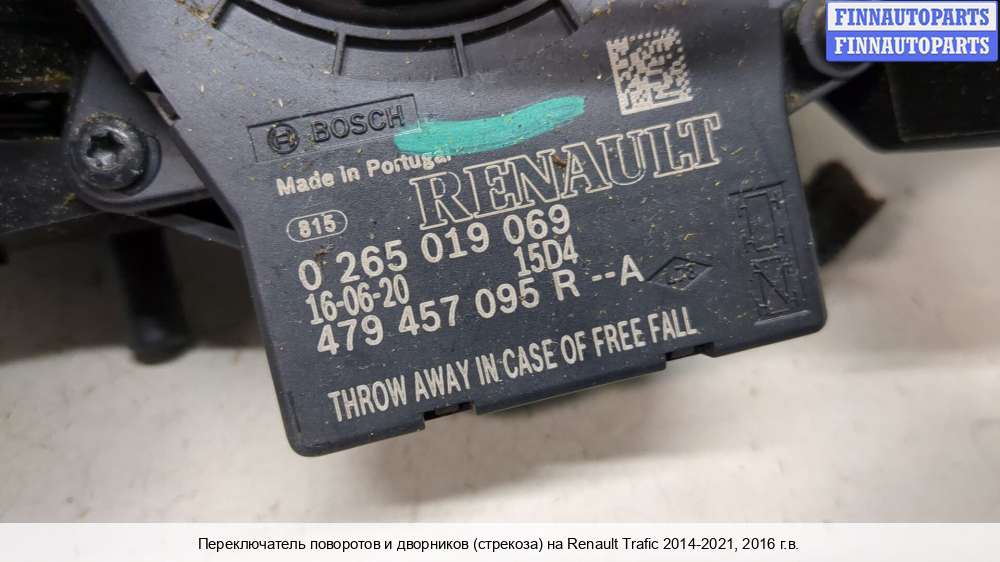 FINNAUTOPARTS
FINNAUTOPARTS
BOSCH
Made in Portugal
RENAULT
815
0 265 019 069
16-06-20 15D4
479 457 095 R --A
THROW AWAY IN CASE OF FREE FALL
Переключатель поворотов и дворников (стрекоза) на Renault Trafic 2014-2021, 2016 г.в.